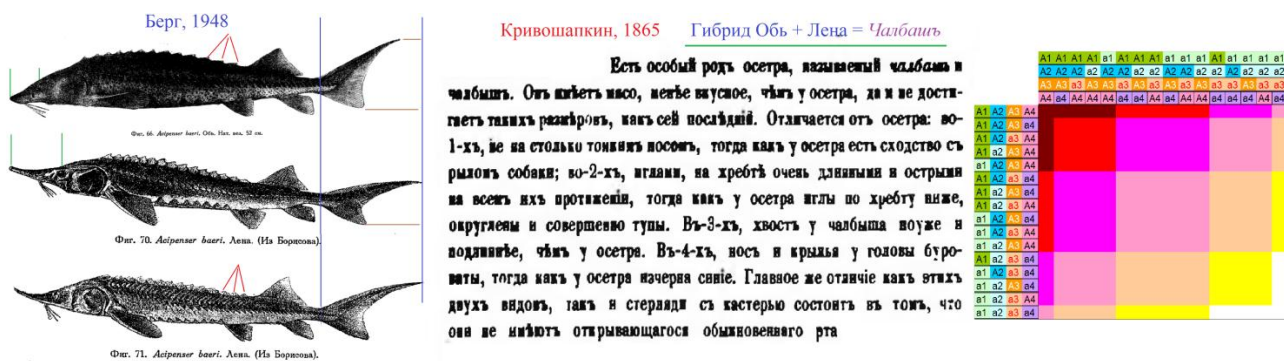 Берг, 1948
Фиг. 66. Acipenser baeri. Обь. Нат. вел. 52 см.
Фиг. 70. Acipenser baeri. Лена. (Из Борисова).
Фиг. 71. Acipenser baeri. Лена. (Из Борисова)
Кривошапкин, 1865 Гибрид Обь + Лена = Чалбашъ
Есть особый родъ осетра, называемый чалбашъ и
чалбышъ. Онъ имѣетъ мясо, менѣе вкусное, чѣмъ у осетра, да и не дости-
гаетъ такихъ размѣровъ, какъ сей послѣдній. Отличается отъ осетра: во-
1-хъ, не на столько тонкимъ носомъ, тогда какъ у осетра есть сходство съ
рыломъ собаки; во-2-хъ, иглами, на хребтѣ очень длинными и острыми
на всемъ ихъ протяженіи, тогда какъ у осетра иглы по хребту ниже,
округлены и совершенно тупы. Въ-3-хъ, хвостъ у чалбыша поуже и
подлиннѣе, чѣмъ у осетра. Въ-4-хъ, носъ и крылья у головы буро-
ваты, тогда какъ у осетра изчерна синіе. Главное же отличіе какъ этихъ
двухъ видовъ, такъ и стерляди съ кастерью состоитъ въ томъ, что
они не имѣютъ открывающагося обыкновеннаго рта